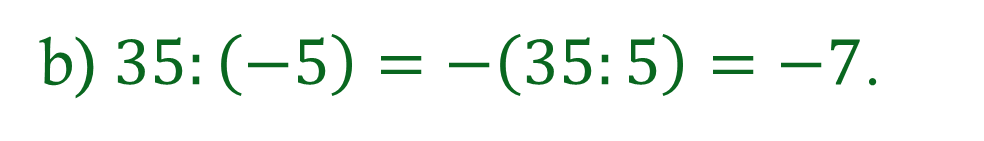 b) 35: (−5) = −(35: 5) = −7.